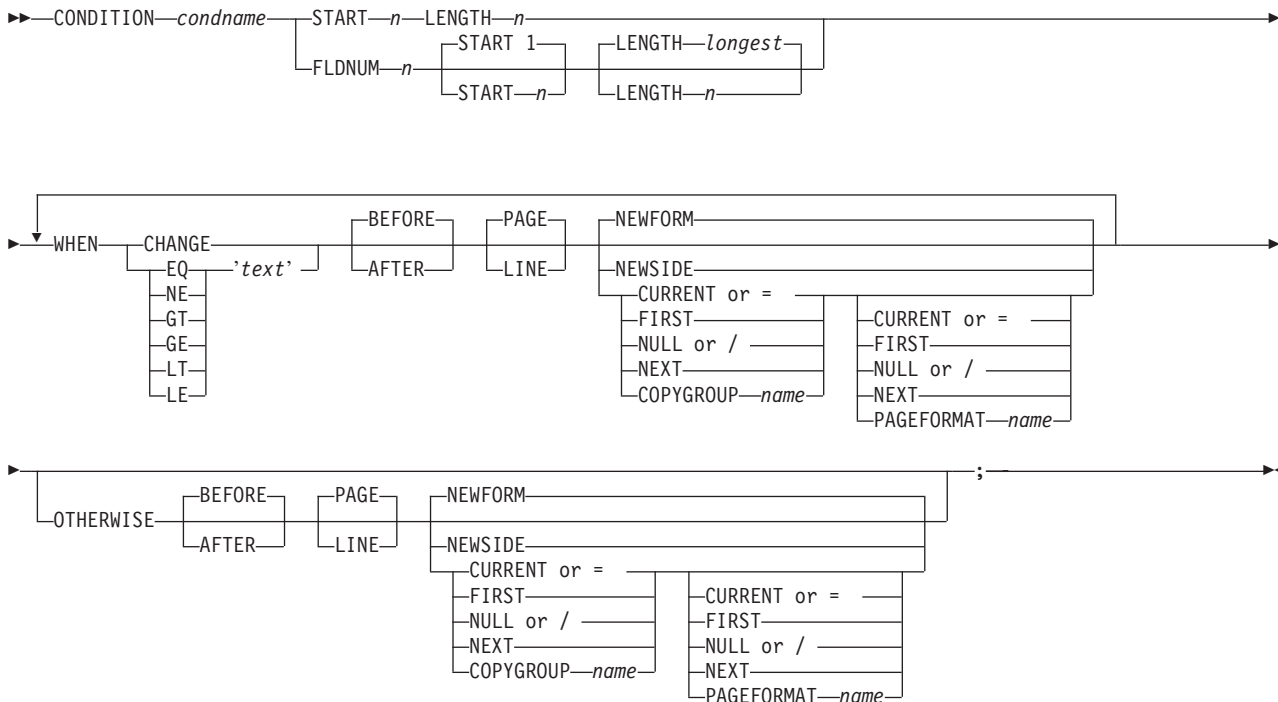 CONDITION condname START n LENGTH n
START 1 LENGTH longest
FLDNUM n
START n LENGTH n
BEFORE PAGE NEWFORM
WHEN CHANGE
EQ 'text' AFTER LINE NEWSIDE
NE CURRENT or =
GT FIRST CURRENT or =
GE NULL or / FIRST
LT NEXT NULL or /
LE COPYGROUP name NEXT
PAGEFORMAT name
;
BEFORE PAGE NEWFORM
OTHERWISE
AFTER LINE NEWSIDE
CURRENT or =
FIRST CURRENT or =
NULL or / FIRST
NEXT NULL or /
COPYGROUP name NEXT
PAGEFORMAT name